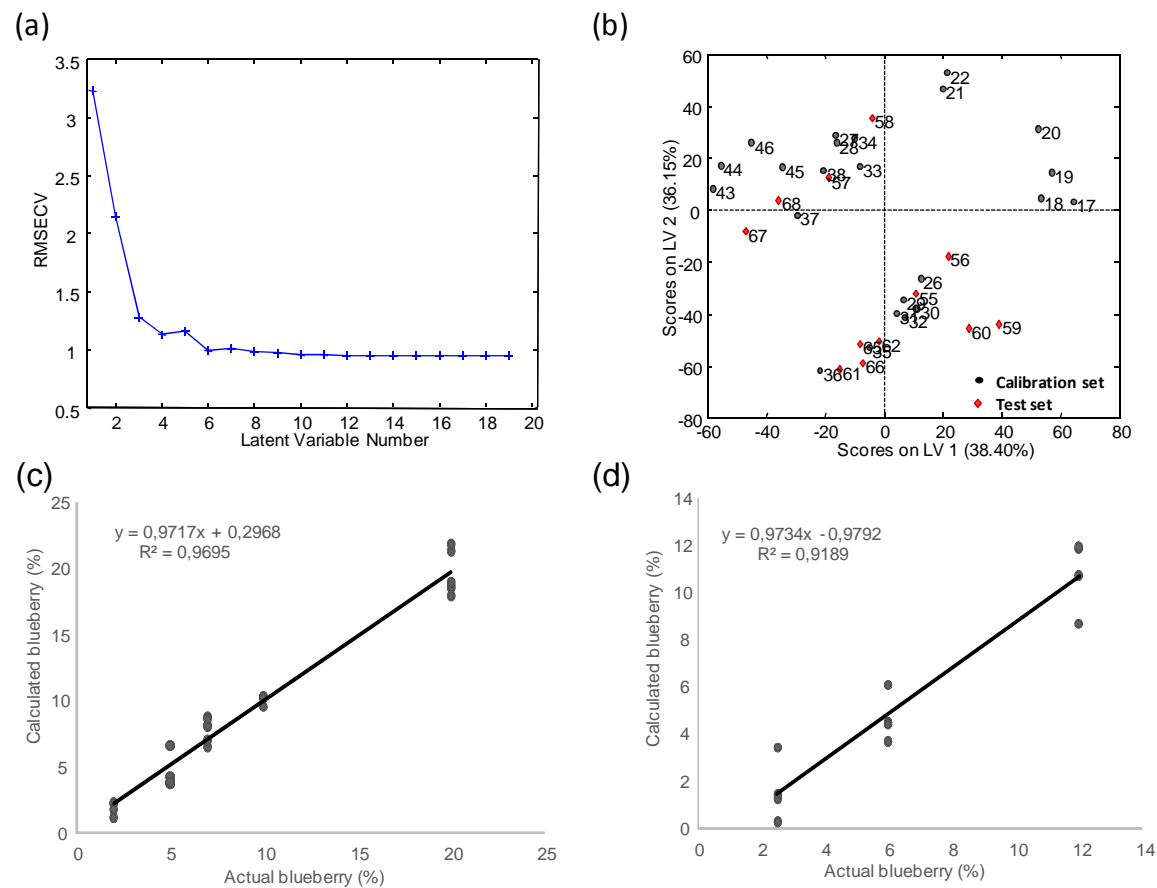 (a)
3.5
3
2.5
2
1.5
1
0.5
RMSECV
2 4 6 8 10 12 14 16 18 20
Latent Variable Number
(b)
60
40
20
0
-20
-40
-60
-80
Scores on LV 2 (36.15%)
22
21
58
20
27
34
28
46
44
45
38
33
57
19
43
68
18
17
37
67
56
26
55
29
30
31
32
60
59
62
65
35
66
36
61
Calibration set
Test set
-60 -40 -20 0 20 40 60 80
Scores on LV 1 (38.40%)
(c)
25
20
15
10
5
0
Calculated blueberry (%)
y = 0,9717x + 0,2968
R² = 0,9695
0 5 10 15 20 25
Actual blueberry (%)
(d)
14
12
10
8
6
4
2
0
Calculated blueberry (%)
y = 0,9734x - 0,9792
R² = 0,9189
0 2 4 6 8 10 12 14
Actual blueberry (%)